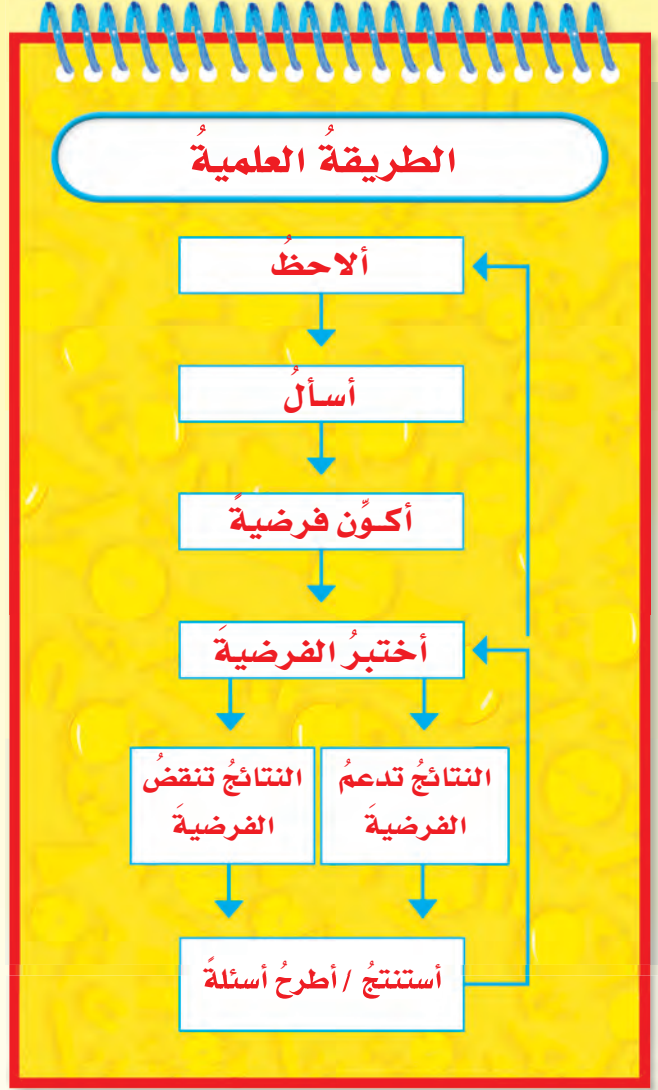 الطريقةُ العلميةُ
ألاحظُ
أسألُ
أكوِّن فرضيةً
أختبرُ الفرضيةَ
النتائجُ تدعمُ
الفرضيةَ
النتائجُ تنقضُ
الفرضيةَ
أستنتجُ / أطرحُ أسئلةً